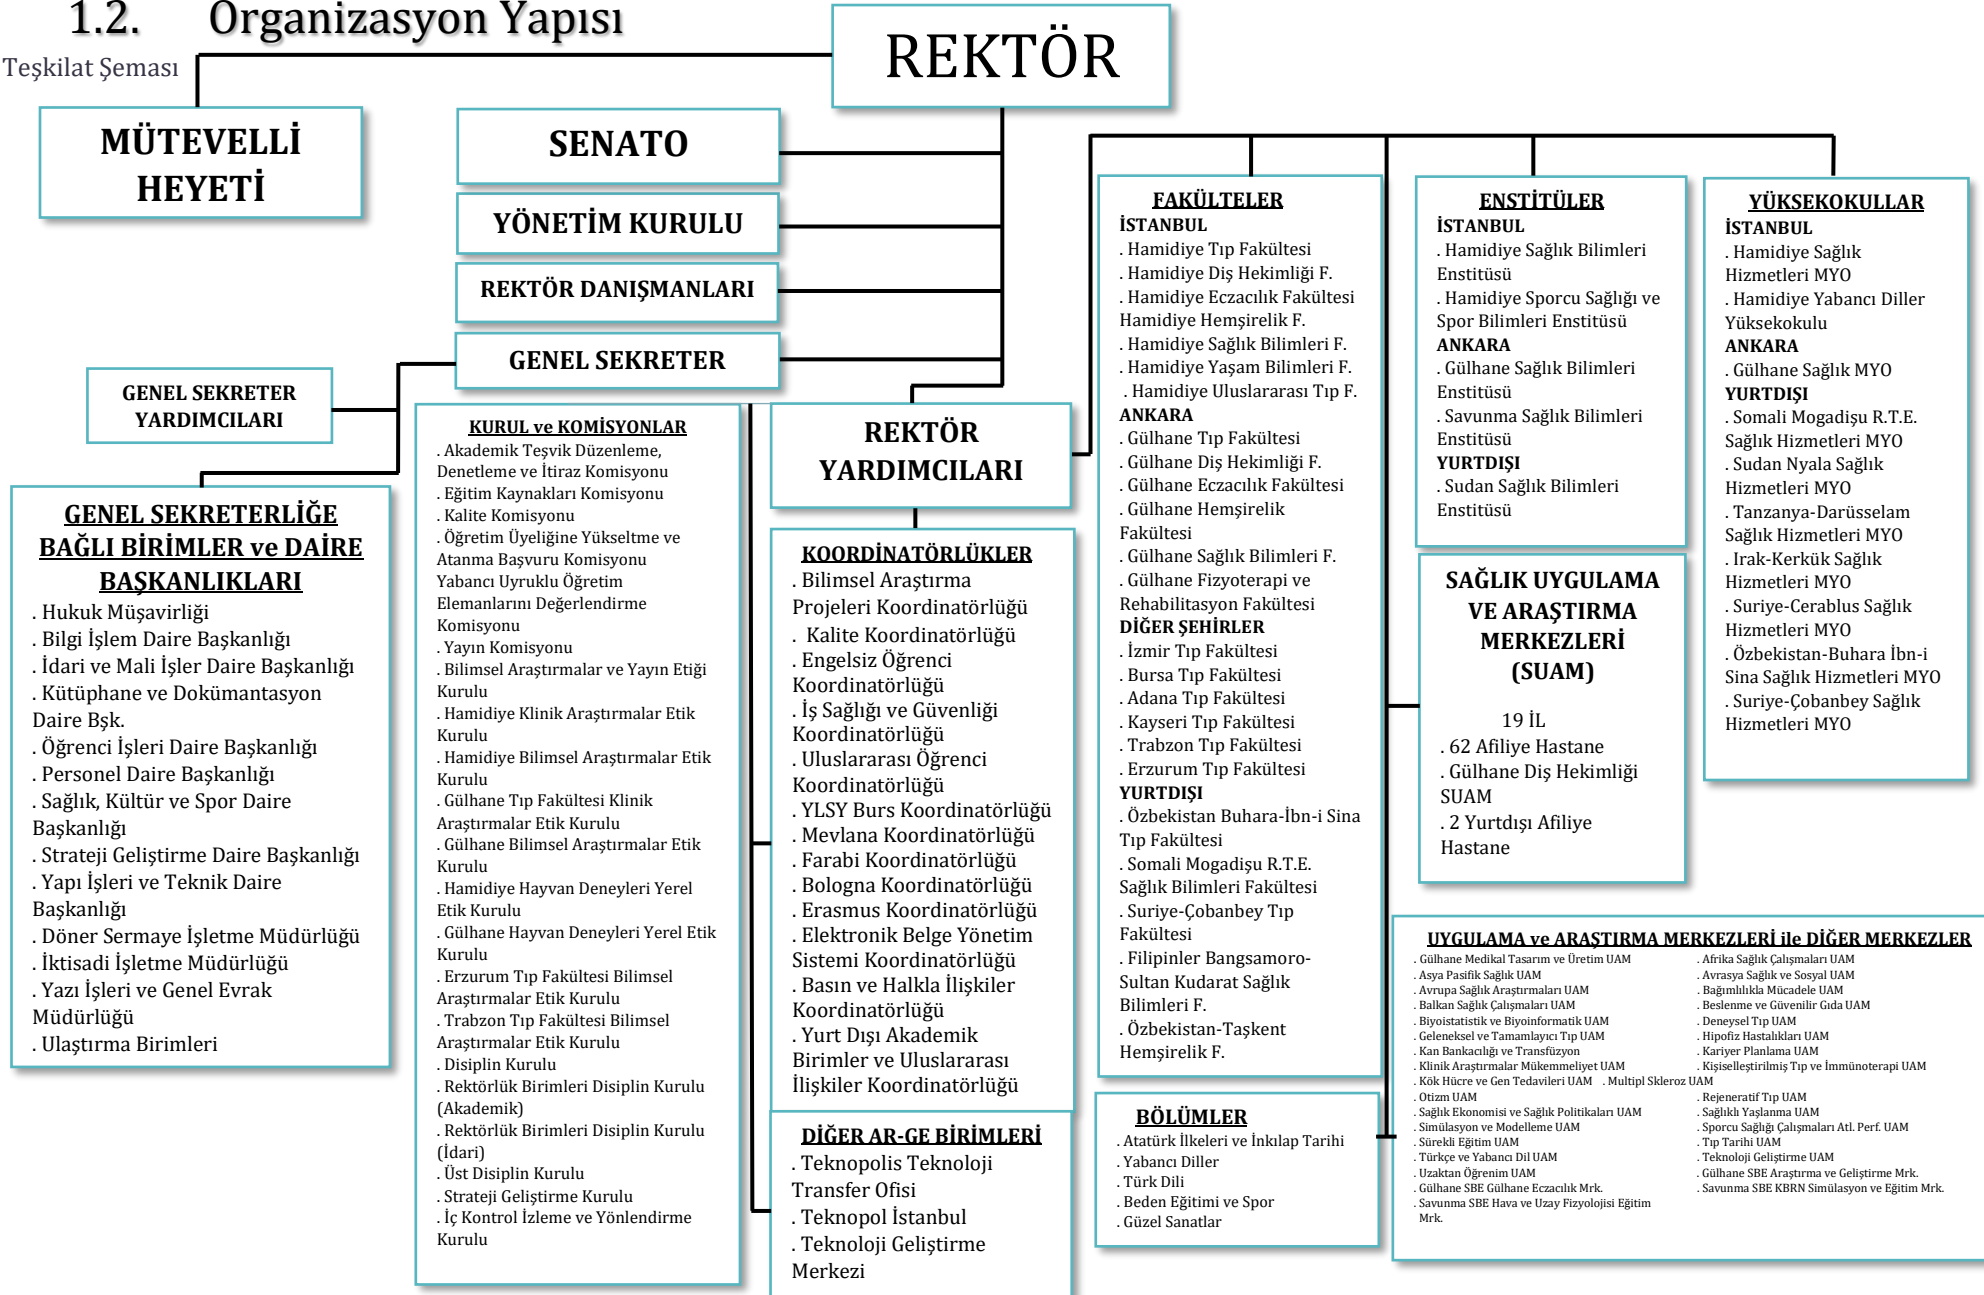 1.2. Organizasyon Yapısı
Teşkilat Şeması
REKTÖR
MÜTEVELLİ
HEYETİ
SENATO
YÖNETİM KURULU
REKTÖR DANIŞMANLARI
GENEL SEKRETER
GENEL SEKRETER
YARDIMCILARI
GENEL SEKRETERLİĞE
BAĞLI BİRİMLER ve DAİRE
BAŞKANLIKLARI
. Hukuk Müşavirliği
. Bilgi İşlem Daire Başkanlığı
. İdari ve Mali İşler Daire Başkanlığı
. Kütüphane ve Dokümantasyon
Daire Bşk.
. Öğrenci İşleri Daire Başkanlığı
. Personel Daire Başkanlığı
. Sağlık, Kültür ve Spor Daire
Başkanlığı
. Strateji Geliştirme Daire Başkanlığı
. Yapı İşleri ve Teknik Daire
Başkanlığı
. Döner Sermaye İşletme Müdürlüğü
. İktisadi İşletme Müdürlüğü
. Yazı İşleri ve Genel Evrak
Müdürlüğü
. Ulaştırma Birimleri
KURUL ve KOMİSYONLAR
. Akademik Teşvik Düzenleme,
Denetleme ve İtiraz Komisyonu
. Eğitim Kaynakları Komisyonu
. Kalite Komisyonu
. Öğretim Üyeliğine Yükseltme ve
Atanma Başvuru Komisyonu
Yabancı Uyruklu Öğretim
Elemanlarını Değerlendirme
Komisyonu
. Yayın Komisyonu
. Bilimsel Araştırmalar ve Yayın Etiği
Kurulu
. Hamidiye Klinik Araştırmalar Etik
Kurulu
. Hamidiye Bilimsel Araştırmalar Etik
Kurulu
. Gülhane Tıp Fakültesi Klinik
Araştırmalar Etik Kurulu
. Gülhane Bilimsel Araştırmalar Etik
Kurulu
. Hamidiye Hayvan Deneyleri Yerel
Etik Kurulu
. Gülhane Hayvan Deneyleri Yerel Etik
Kurulu
. Erzurum Tıp Fakültesi Bilimsel
Araştırmalar Etik Kurulu
. Trabzon Tıp Fakültesi Bilimsel
Araştırmalar Etik Kurulu
. Disiplin Kurulu
. Rektörlük Birimleri Disiplin Kurulu
(Akademik)
. Rektörlük Birimleri Disiplin Kurulu
(İdari)
. Üst Disiplin Kurulu
. Strateji Geliştirme Kurulu
. İç Kontrol İzleme ve Yönlendirme
Kurulu
REKTÖR
YARDIMCILARI
KOORDİNATÖRLÜKLER
. Bilimsel Araştırma
Projeleri Koordinatörlüğü
. Kalite Koordinatörlüğü
. Engelsiz Öğrenci
Koordinatörlüğü
. İş Sağlığı ve Güvenliği
Koordinatörlüğü
. Uluslararası Öğrenci
Koordinatörlüğü
. YLSY Burs Koordinatörlüğü
. Mevlana Koordinatörlüğü
. Farabi Koordinatörlüğü
. Bologna Koordinatörlüğü
. Erasmus Koordinatörlüğü
. Elektronik Belge Yönetim
Sistemi Koordinatörlüğü
. Basın ve Halkla İlişkiler
Koordinatörlüğü
. Yurt Dışı Akademik
Birimler ve Uluslararası
İlişkiler Koordinatörlüğü
DİĞER AR-GE BİRİMLERİ
. Teknopolis Teknoloji
Transfer Ofisi
. Teknopol İstanbul
. Teknoloji Geliştirme
Merkezi
FAKÜLTELER
İSTANBUL
. Hamidiye Tıp Fakültesi
. Hamidiye Diş Hekimliği F.
. Hamidiye Eczacılık Fakültesi
Hamidiye Hemşirelik F.
. Hamidiye Sağlık Bilimleri F.
. Hamidiye Yaşam Bilimleri F.
. Hamidiye Uluslararası Tıp F.
ANKARA
. Gülhane Tıp Fakültesi
. Gülhane Diş Hekimliği F.
. Gülhane Eczacılık Fakültesi
. Gülhane Hemşirelik
Fakültesi
. Gülhane Sağlık Bilimleri F.
. Gülhane Fizyoterapi ve
Rehabilitasyon Fakültesi
DİĞER ŞEHİRLER
. İzmir Tıp Fakültesi
. Bursa Tıp Fakültesi
. Adana Tıp Fakültesi
. Kayseri Tıp Fakültesi
. Trabzon Tıp Fakültesi
. Erzurum Tıp Fakültesi
YURTDIŞI
. Özbekistan Buhara-İbn-i Sina
Tıp Fakültesi
. Somali Mogadişu R.T.E.
Sağlık Bilimleri Fakültesi
. Suriye-Çobanbey Tıp
Fakültesi
. Filipinler Bangsamoro-
Sultan Kudarat Sağlık
Bilimleri F.
. Özbekistan-Taşkent
Hemşirelik F.
BÖLÜMLER
. Atatürk İlkeleri ve İnkılap Tarihi
. Yabancı Diller
. Türk Dili
. Beden Eğitimi ve Spor
. Güzel Sanatlar
ENSTİTÜLER
İSTANBUL
. Hamidiye Sağlık Bilimleri
Enstitüsü
. Hamidiye Sporcu Sağlığı ve
Spor Bilimleri Enstitüsü
ANKARA
. Gülhane Sağlık Bilimleri
Enstitüsü
. Savunma Sağlık Bilimleri
Enstitüsü
YURTDIŞI
. Sudan Sağlık Bilimleri
Enstitüsü
SAĞLIK UYGULAMA
VE ARAŞTIRMA
MERKEZLERİ
(SUAM)
19 İL
. 62 Afiliye Hastane
. Gülhane Diş Hekimliği
SUAM
. 2 Yurtdışı Afiliye
Hastane
YÜKSEKOKULLAR
İSTANBUL
. Hamidiye Sağlık
Hizmetleri MYO
. Hamidiye Yabancı Diller
Yüksekokulu
ANKARA
. Gülhane Sağlık MYO
YURTDIŞI
. Somali Mogadişu R.T.E.
Sağlık Hizmetleri MYO
. Sudan Nyala Sağlık
Hizmetleri MYO
. Tanzanya-Darüsselam
Sağlık Hizmetleri MYO
. Irak-Kerkük Sağlık
Hizmetleri MYO
. Suriye-Cerablus Sağlık
Hizmetleri MYO
. Özbekistan-Buhara İbn-i
Sina Sağlık Hizmetleri MYO
. Suriye-Çobanbey Sağlık
Hizmetleri MYO
UYGULAMA ve ARAŞTIRMA MERKEZLERİ ile DİĞER MERKEZLER
. Gülhane Medikal Tasarım ve Üretim UAM . Afrika Sağlık Çalışmaları UAM
. Asya Pasifik Sağlık UAM . Avrasya Sağlık ve Sosyal UAM
. Avrupa Sağlık Araştırmaları UAM . Bağımlılıkla Mücadele UAM
. Balkan Sağlık Çalışmaları UAM . Beslenme ve Güvenilir Gıda UAM
. Biyoistatistik ve Biyoinformatik UAM . Deneysel Tıp UAM
. Geleneksel ve Tamamlayıcı Tıp UAM . Hipofiz Hastalıkları UAM
. Kan Bankacılığı ve Transfüzyon . Kariyer Planlama UAM
. Klinik Araştırmalar Mükemmeliyet UAM . Kişiselleştirilmiş Tıp ve İmmünoterapi UAM
. Kök Hücre ve Gen Tedavileri UAM . Multipl Skleroz UAM
. Otizm UAM . Rejeneratif Tıp UAM
. Sağlık Ekonomisi ve Sağlık Politikaları UAM . Sağlıklı Yaşlanma UAM
. Simülasyon ve Modelleme UAM . Sporcu Sağlığı Çalışmaları Atl. Perf. UAM
. Sürekli Eğitim UAM . Tıp Tarihi UAM
. Türkçe ve Yabancı Dil UAM . Teknoloji Geliştirme UAM
. Uzaktan Öğrenim UAM . Gülhane SBE Araştırma ve Geliştirme Mrk.
. Gülhane SBE Gülhane Eczacılık Mrk. . Savunma SBE KBRN Simülasyon ve Eğitim Mrk.
. Savunma SBE Hava ve Uzay Fizyolojisi Eğitim
Mrk.